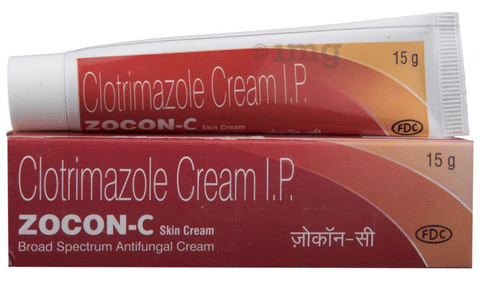 Clotrimazole Cream I.P.
15 g
ZOCON-C Skin Cream
ज़ोकॉन-सी
FDC
Clotrimazole Cream I.P.
15 g
ZOCON-C Skin Cream
Broad Spectrum Antifungal Cream
ज़ोकॉन-सी
FDC